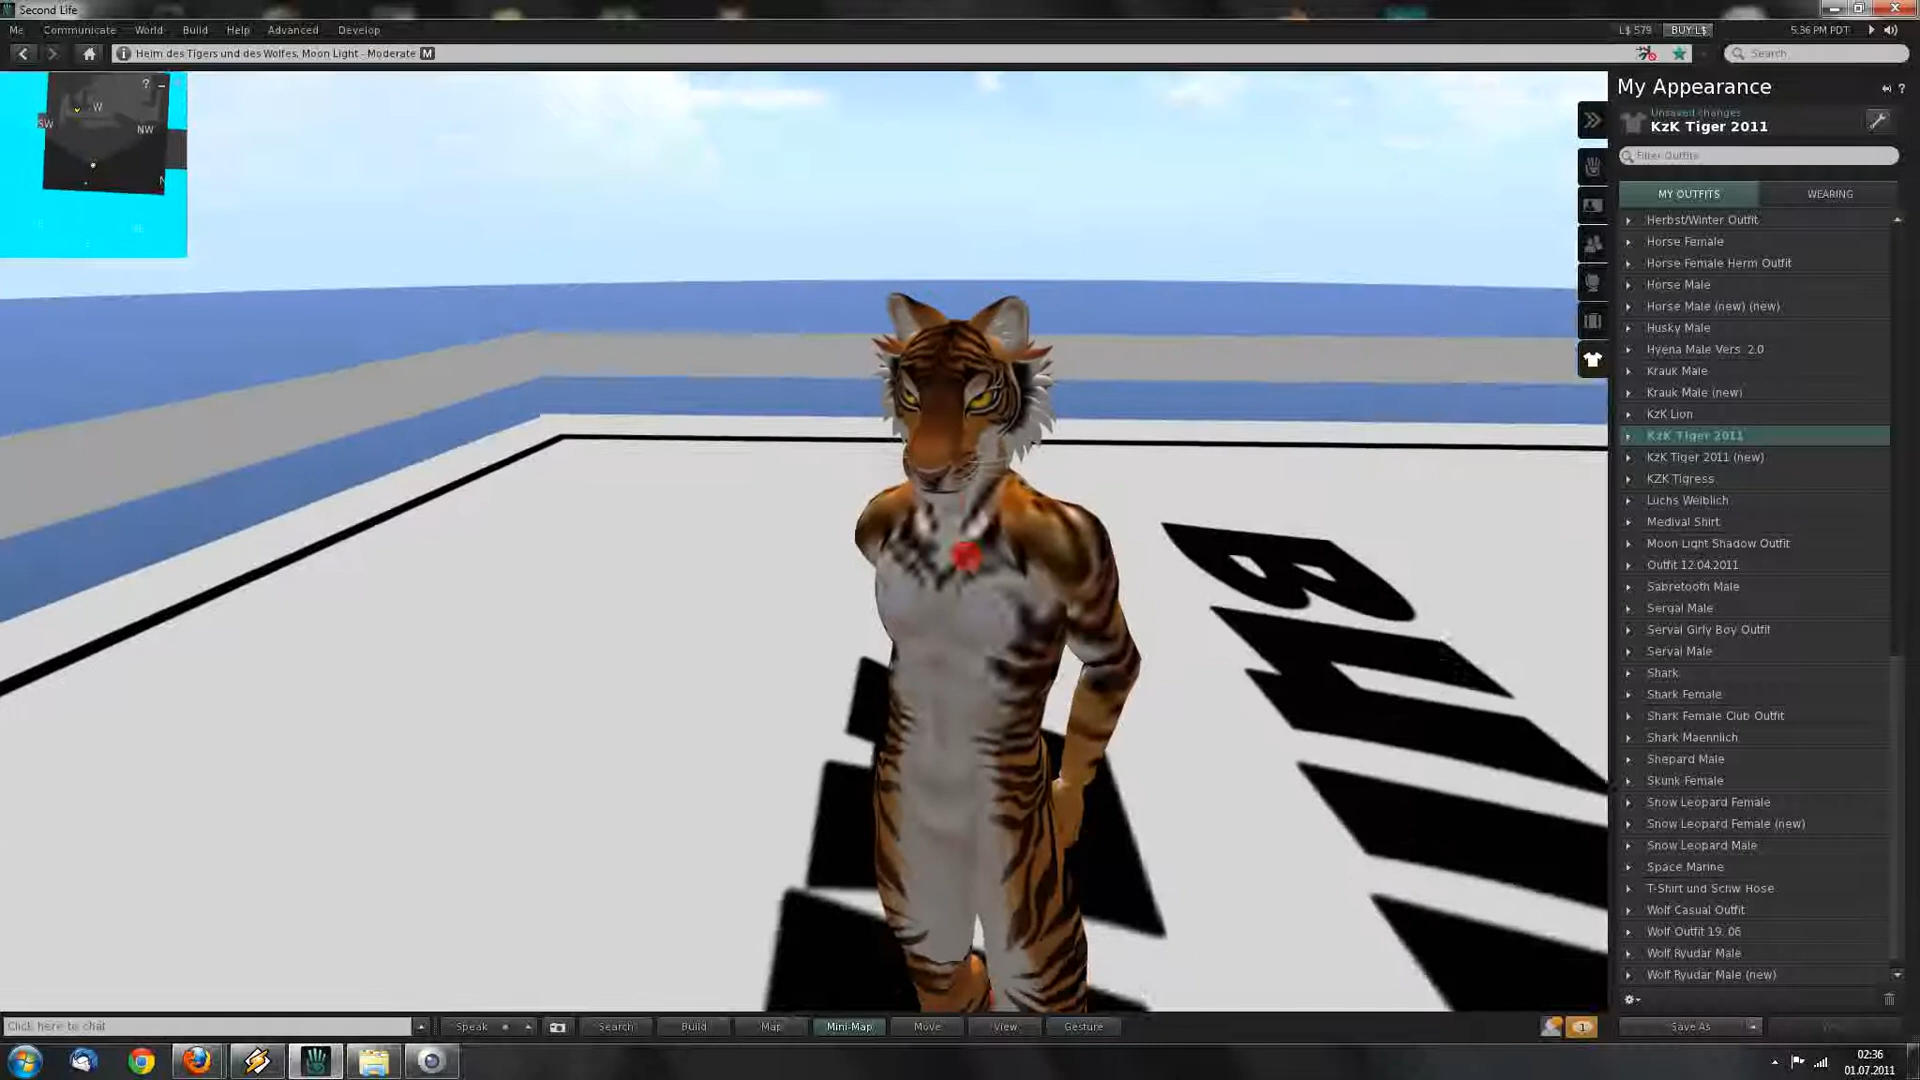 Second Life
Me Communicate World Build Help Advanced Develop
L$ 579 BUY L$ 5:36 PM PDT
Heim des Tigers und des Wolfes, Moon Light - Moderate M
Search
? _
W
SW
NW
N
My Appearance
?
Unsaved changes
KzK Tiger 2011
Filter Outfits
MY OUTFITS WEARING
Herbst/Winter Outfit
Horse Female
Horse Female Herm Outfit
Horse Male
Horse Male (new) (new)
Husky Male
Hyena Male Vers 2.0
Krauk Male
Krauk Male (new)
KzK Lion
KzK Tiger 2011
KzK Tiger 2011 (new)
KZK Tigress
Luchs Weiblich
Medival Shirt
Moon Light Shadow Outfit
Outfit 12.04.2011
Sabretooth Male
Sergal Male
Serval Girly Boy Outfit
Serval Male
Shark
Shark Female
Shark Female Club Outfit
Shark Maennlich
Shepard Male
Skunk Female
Snow Leopard Female
Snow Leopard Female (new)
Snow Leopard Male
Space Marine
T-Shirt und Schw Hose
Wolf Casual Outfit
Wolf Outfit 19. 06
Wolf Ryudar Male
Wolf Ryudar Male (new)
Click here to chat
Speak
Search
Build
Map
Mini-Map
Move
View
Gesture
1
Save As
02:36
01.07.2011